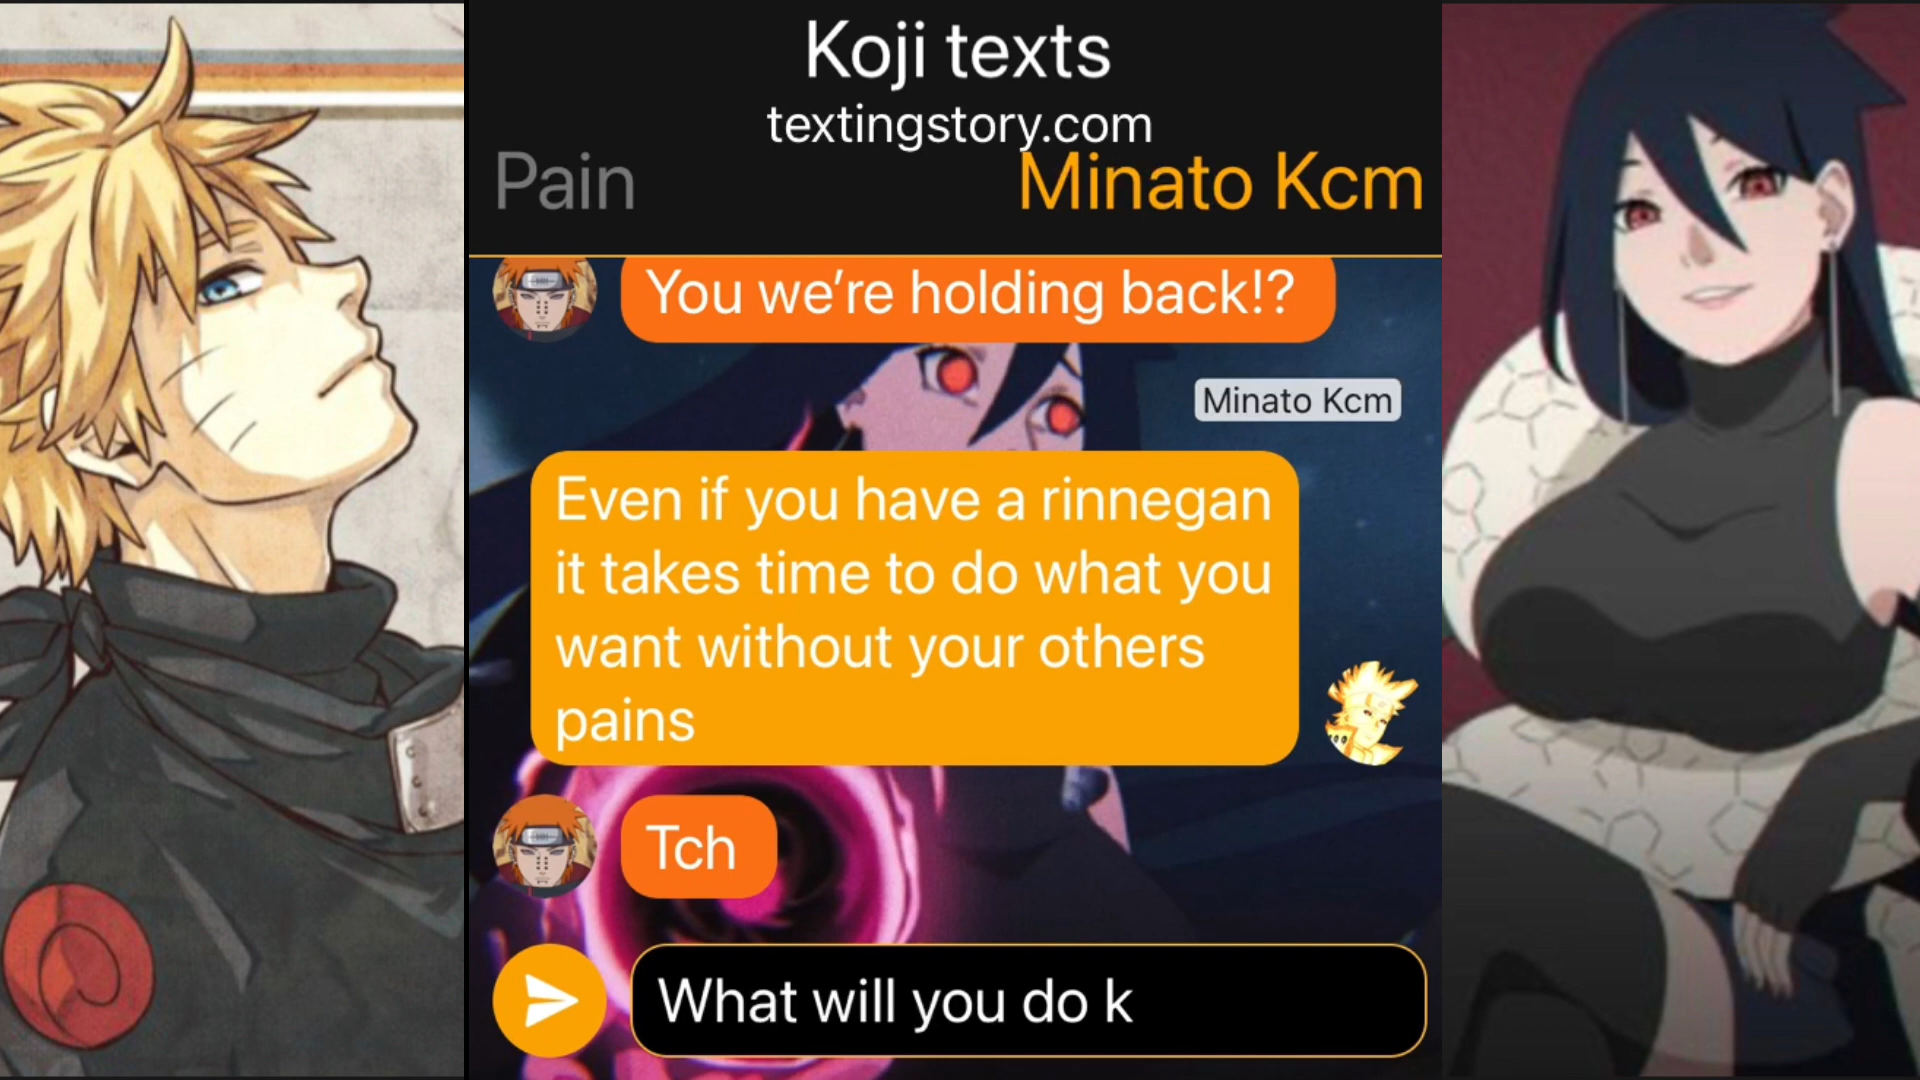 Koji texts
textingstory.com
Pain
Minato Kcm
You we’re holding back!?
Minato Kcm
Even if you have a rinnegan
it takes time to do what you
want without your others
pains
Tch
What will you do k